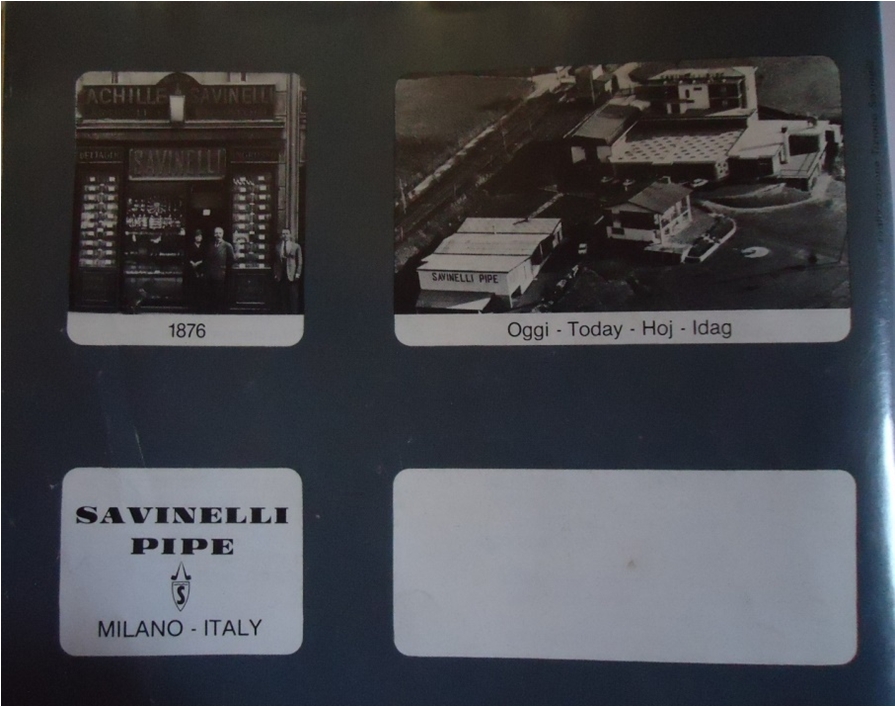 ACHILLE SAVINELLI
SAVINELLI
1876
SAVINELLI PIPE
Oggi - Today - Hoj - Idag
SAVINELLI
PIPE
S
MILANO - ITALY